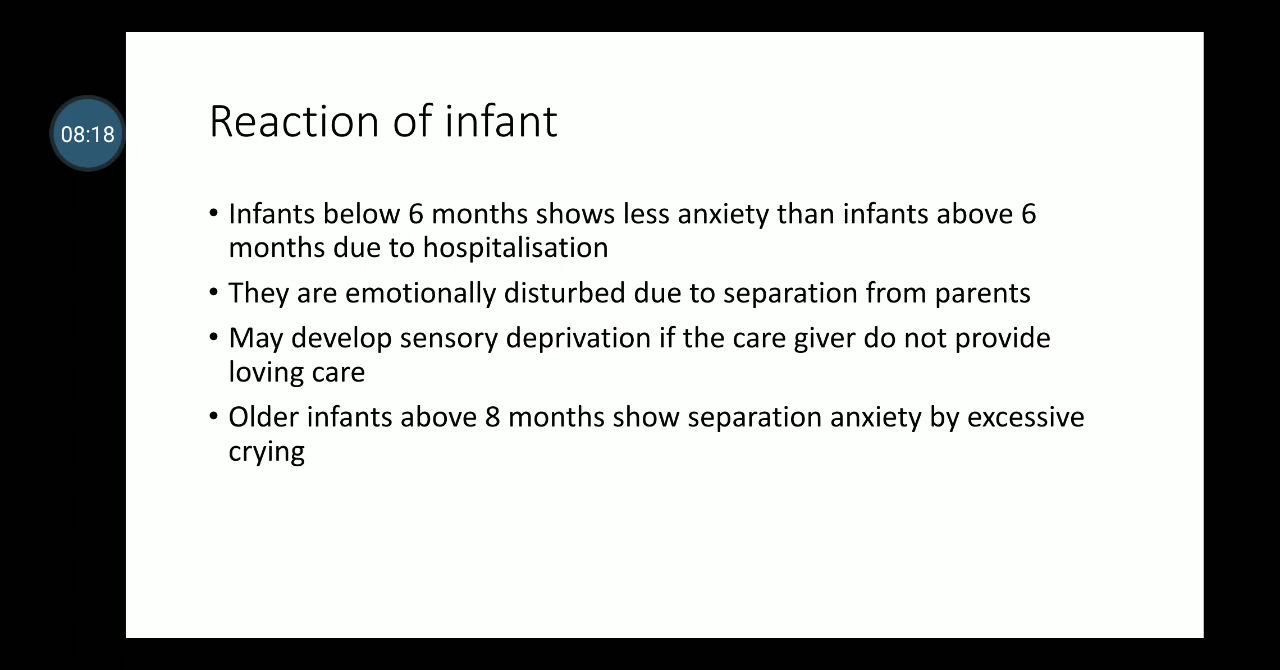 Reaction of infant
08:18
• Infants below 6 months shows less anxiety than infants above 6
months due to hospitalisation
• They are emotionally disturbed due to separation from parents
• May develop sensory deprivation if the care giver do not provide
loving care
• Older infants above 8 months show separation anxiety by excessive
crying